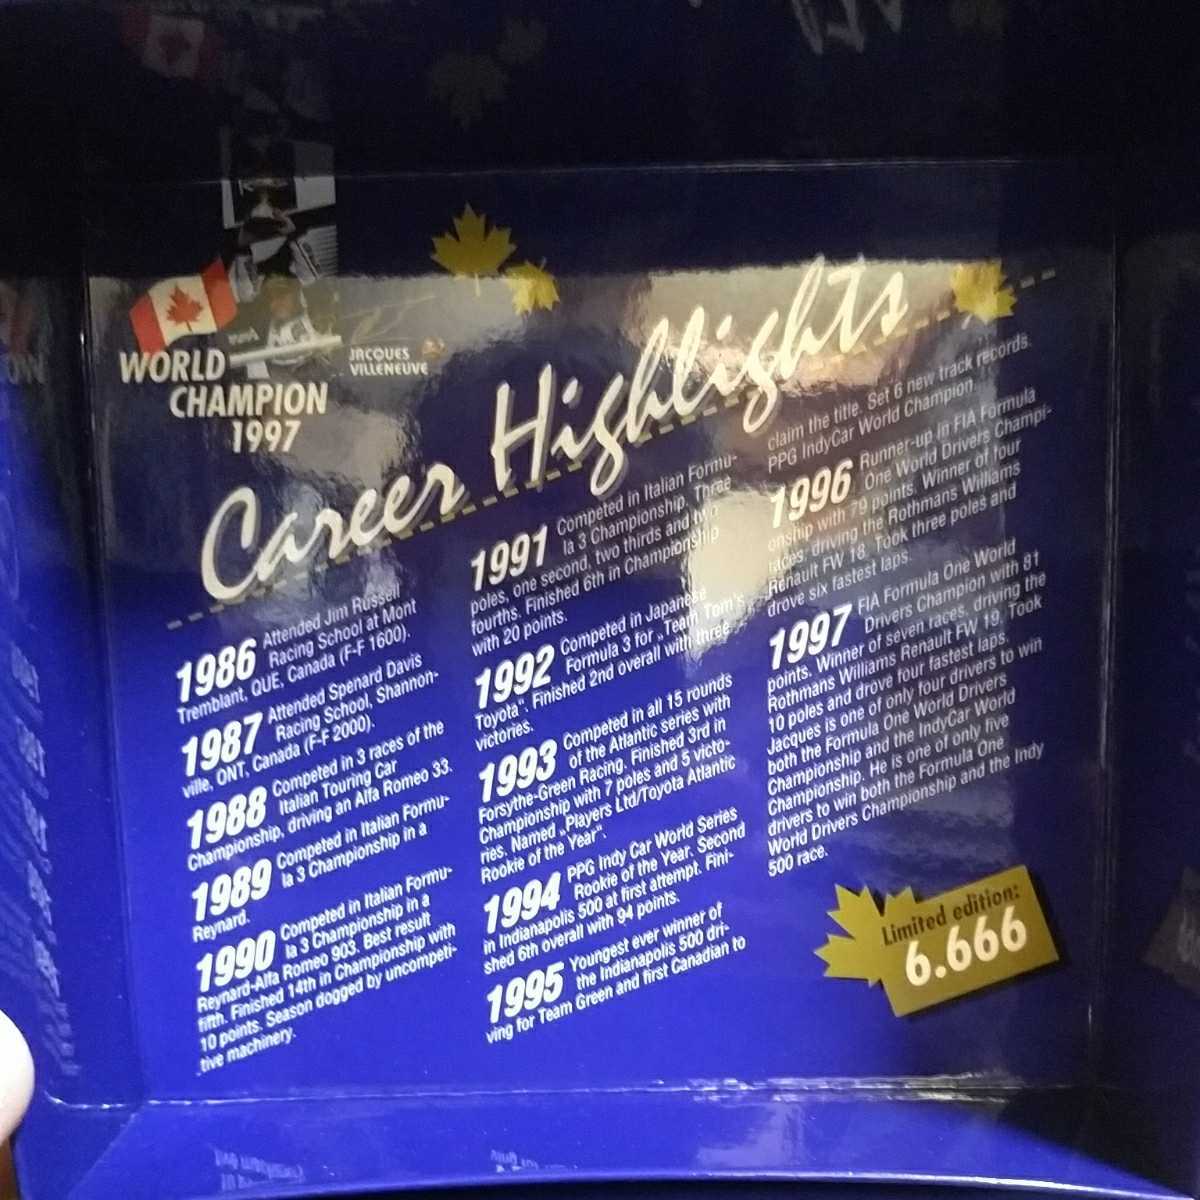 WORLD
CHAMPION
1997
JACQUES
VILLENEUVE
Career Highlights
1986 Attended Jim Russell
Racing School at Mont
Tremblant, QUE, Canada (F-F 1600).
1987 Attended Spenard Davis
Racing School, Shannon-
ville, ONT, Canada (F-F 2000).
1988 Competed in 3 races of the
Italian Touring Car
Championship, driving an Alfa Romeo 33.
1989 Competed in Italian Formu-
la 3 Championship in a
Reynard.
1990 Competed in Italian Formu-
la 3 Championship in a
Reynard-Alfa Romeo 903. Best result
fifth. Finished 14th in Championship with
10 points. Season dogged by uncompeti-
tive machinery.
1991 Competed in Italian Formu-
la 3 Championship. Three
poles, one second, two thirds and two
fourths. Finished 6th in Championship
with 20 points.
1992 Competed in Japanese
Formula 3 for „Team Tom's
Toyota". Finished 2nd overall with three
victories.
1993 Competed in all 15 rounds
of the Atlantic series with
Forsythe-Green Racing. Finished 3rd in
Championship with 7 poles and 5 victo-
ries. Named „Players Ltd/Toyota Atlantic
Rookie of the Year".
1994 PPG Indy Car World Series
Rookie of the Year. Second
in Indianapolis 500 at first attempt. Fini-
shed 6th overall with 94 points.
1995 Youngest ever winner of
the Indianapolis 500 dri-
ving for Team Green and first Canadian to
claim the title. Set 6 new track records.
PPG IndyCar World Champion.
1996 Runner-up in FIA Formula
One World Drivers Champi-
onship with 79 points. Winner of four
races, driving the Rothmans Williams
Renault FW 18. Took three poles and
drove six fastest laps.
1997 FIA Formula One World
Drivers Champion with 81
points. Winner of seven races, driving the
Rothmans Williams Renault FW 19. Took
10 poles and drove four fastest laps.
Jacques is one of only four drivers to win
both the Formula One World Drivers
Championship and the IndyCar World
Championship. He is one of only five
drivers to win both the Formula One
World Drivers Championship and the Indy
500 race.
Limited edition:
6.666